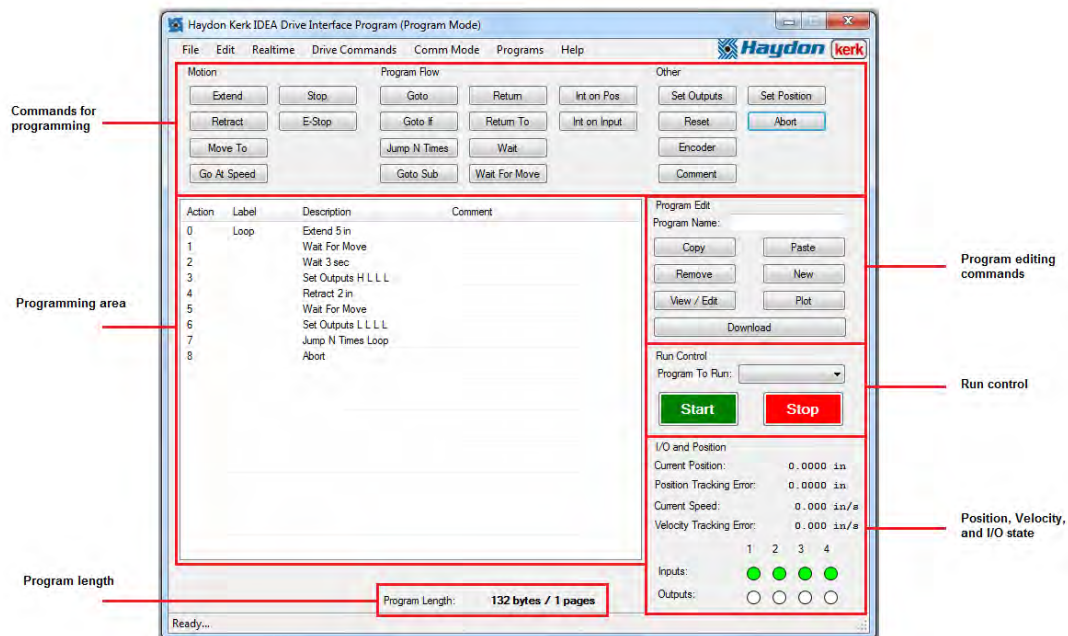 Haydon Kerk IDEA Drive Interface Program (Program Mode)
File Edit Realtime Drive Commands Comm Mode Programs Help
Haydon kerk
Commands for programming
Motion
Extend Stop
Retract E-Stop
Move To
Go At Speed
Program Flow
Goto Return Int on Pos
Goto If Return To Int on Input
Jump N Times Wait
Goto Sub Wait For Move
Other
Set Outputs Set Position
Reset Abort
Encoder
Comment
Programming area
Action Label Description Comment
0 Loop Extend 5 in
1 Wait For Move
2 Wait 3 sec
3 Set Outputs H L L L
4 Retract 2 in
5 Wait For Move
6 Set Outputs L L L L
7 Jump N Times Loop
8 Abort
Program Edit
Program Name:
Copy Paste
Remove New
View / Edit Plot
Download
Program editing commands
Run Control
Program To Run:
Start Stop
Run control
I/O and Position
Current Position: 0.0000 in
Position Tracking Error: 0.0000 in
Current Speed: 0.000 in/s
Velocity Tracking Error: 0.000 in/s
1 2 3 4
Inputs:
Outputs:
Position, Velocity, and I/O state
Program length
Program Length: 132 bytes / 1 pages
Ready...